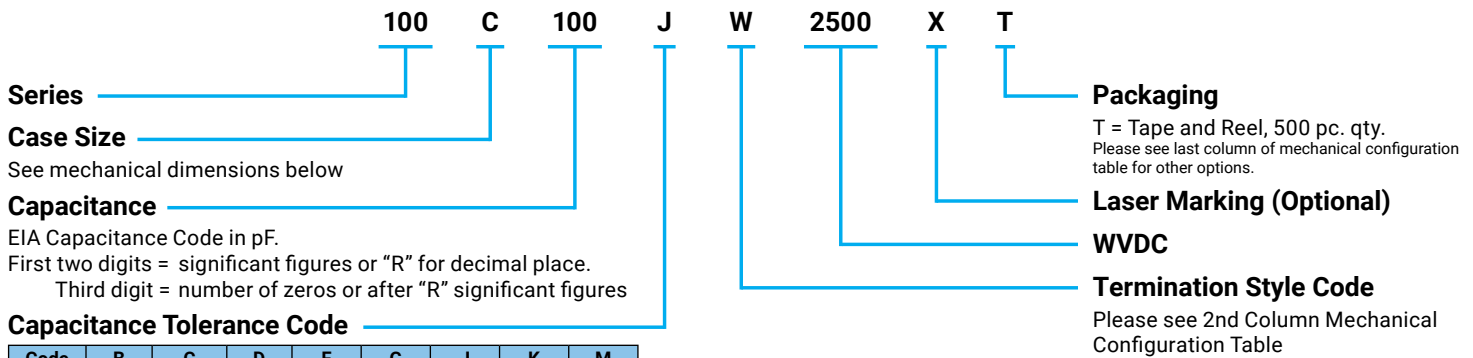 100 C 100 J W 2500 X T
Series
Case Size
See mechanical dimensions below
Capacitance
EIA Capacitance Code in pF.
First two digits = significant figures or “R” for decimal place.
Third digit = number of zeros or after “R” significant figures
Capacitance Tolerance Code
Packaging
T = Tape and Reel, 500 pc. qty.
Please see last column of mechanical configuration
table for other options.
Laser Marking (Optional)
WVDC
Termination Style Code
Please see 2nd Column Mechanical
Configuration Table